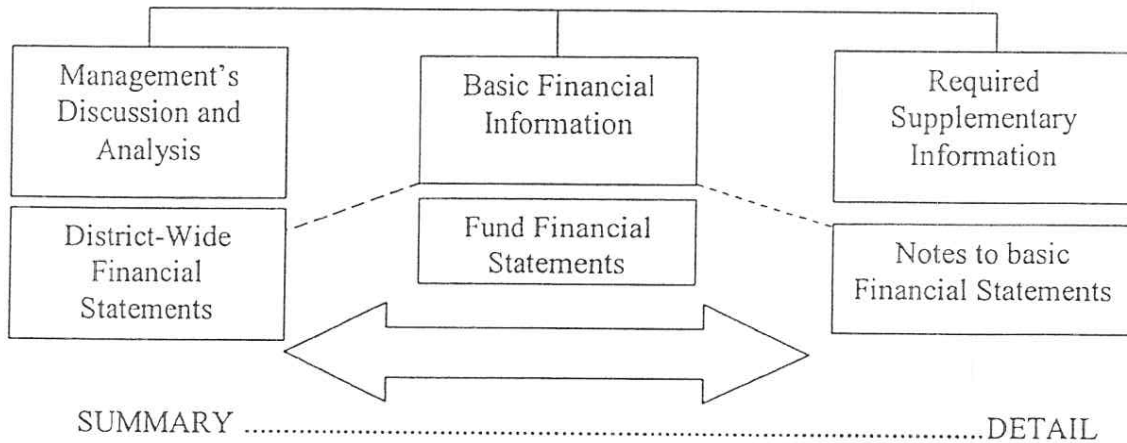 Management's
Discussion and
Analysis
Basic Financial
Information
Required
Supplementary
Information
District-Wide
Financial
Statements
Fund Financial
Statements
Notes to basic
Financial Statements
SUMMARY ................................................................................DETAIL